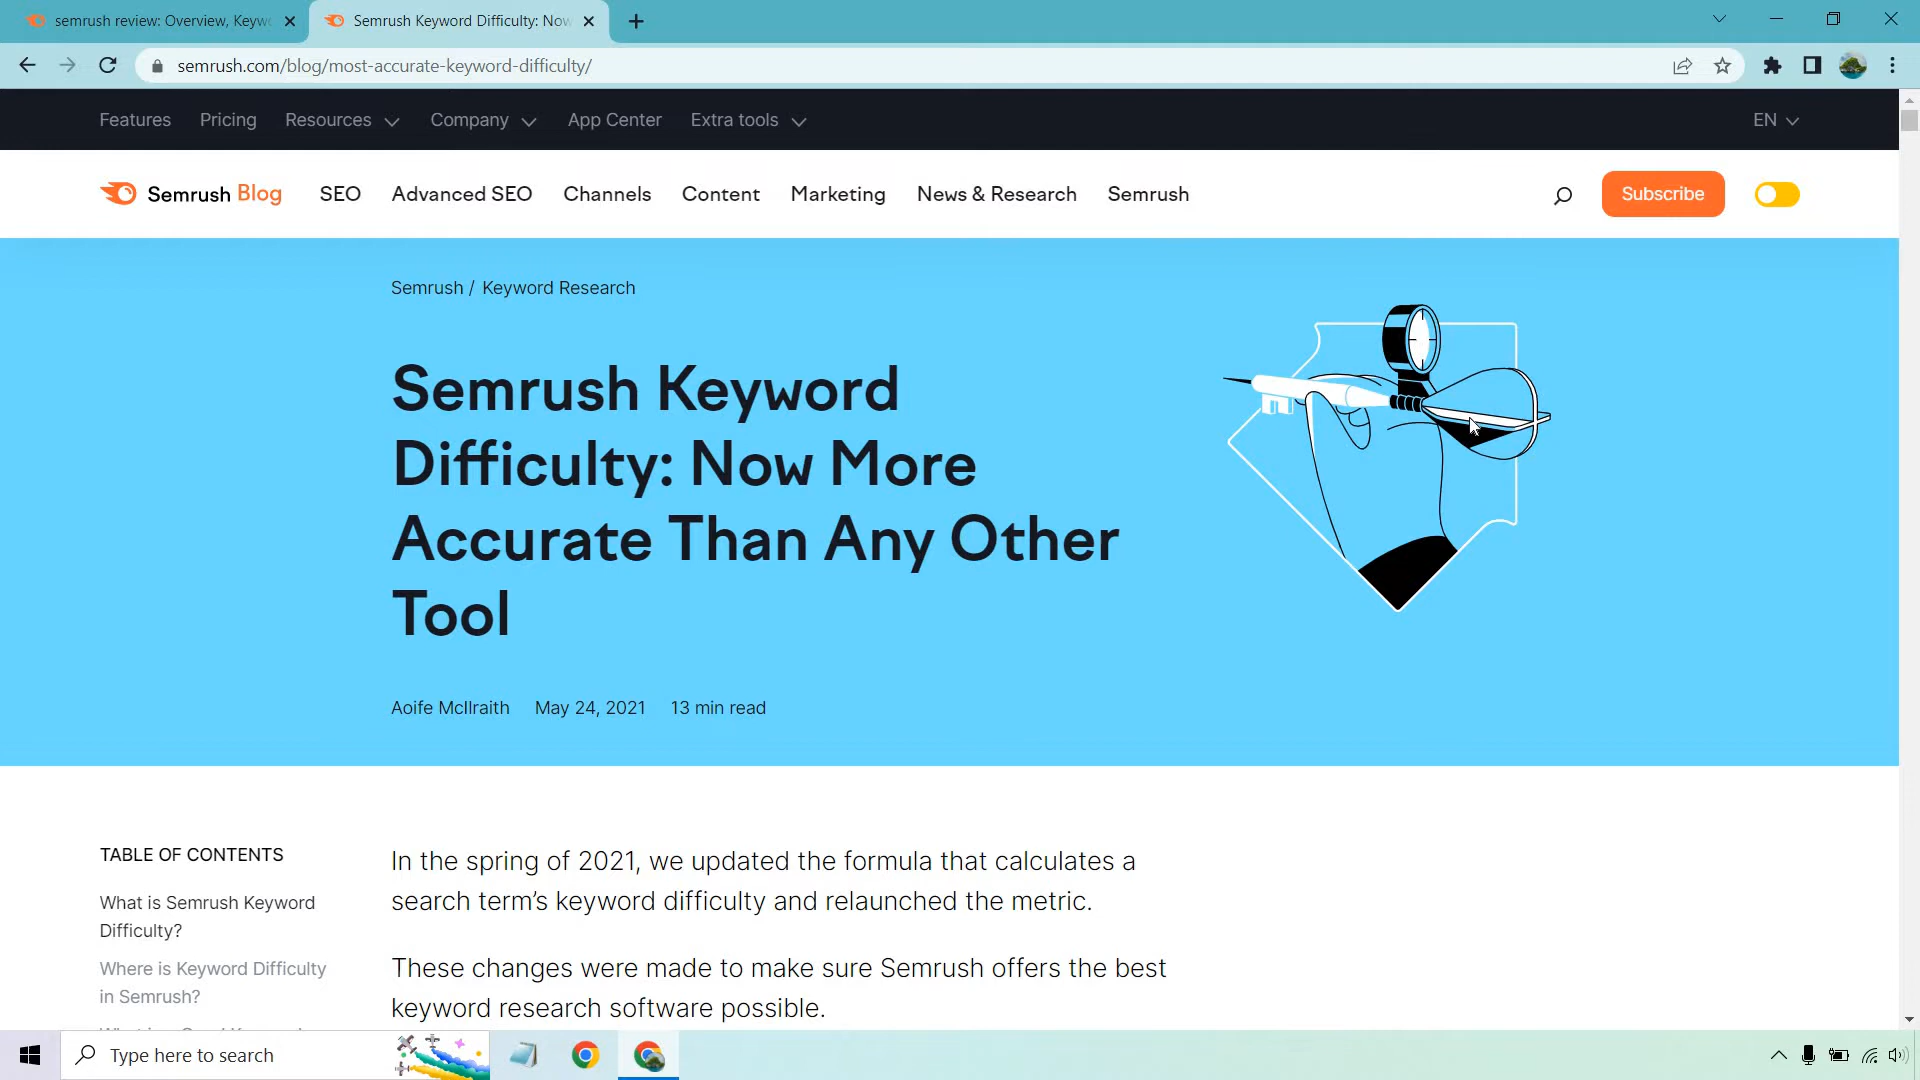 semrush review: Overview, Keyw
Semrush Keyword Difficulty: Now
semrush.com/blog/most-accurate-keyword-difficulty/
Features Pricing Resources Company App Center Extra tools EN
Semrush Blog SEO Advanced SEO Channels Content Marketing News & Research Semrush Subscribe
Semrush / Keyword Research
Semrush Keyword
Difficulty: Now More
Accurate Than Any Other
Tool
Aoife McIlraith May 24, 2021 13 min read
TABLE OF CONTENTS
What is Semrush Keyword
Difficulty?
Where is Keyword Difficulty
in Semrush?
In the spring of 2021, we updated the formula that calculates a
search term’s keyword difficulty and relaunched the metric.
These changes were made to make sure Semrush offers the best
keyword research software possible.
Type here to search